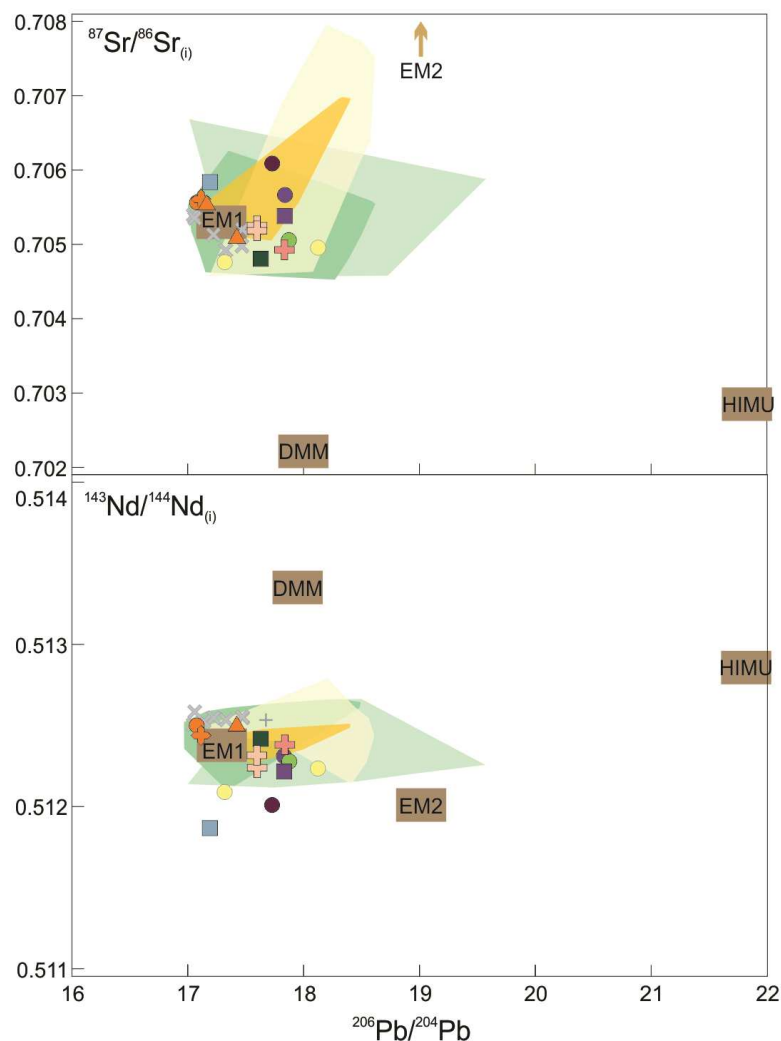 0.708
⁸⁷Sr/⁸⁶Sr₍ᵢ₎
EM2
0.707
0.706
EM1
0.705
0.704
0.703
HIMU
DMM
0.702
0.514
¹⁴³Nd/¹⁴⁴Nd₍ᵢ₎
DMM
0.513
HIMU
EM1
0.512
EM2
0.511
16 17 18 19 20 21 22
²⁰⁶Pb/²⁰⁴Pb